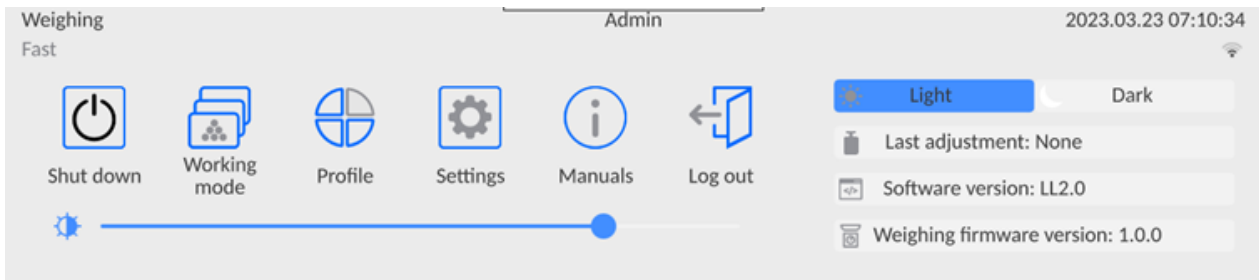 Weighing
Admin
2023.03.23 07:10:34
Fast
Shut down
Working
mode
Profile
Settings
Manuals
Log out
Light
Dark
Last adjustment: None
Software version: LL2.0
Weighing firmware version: 1.0.0